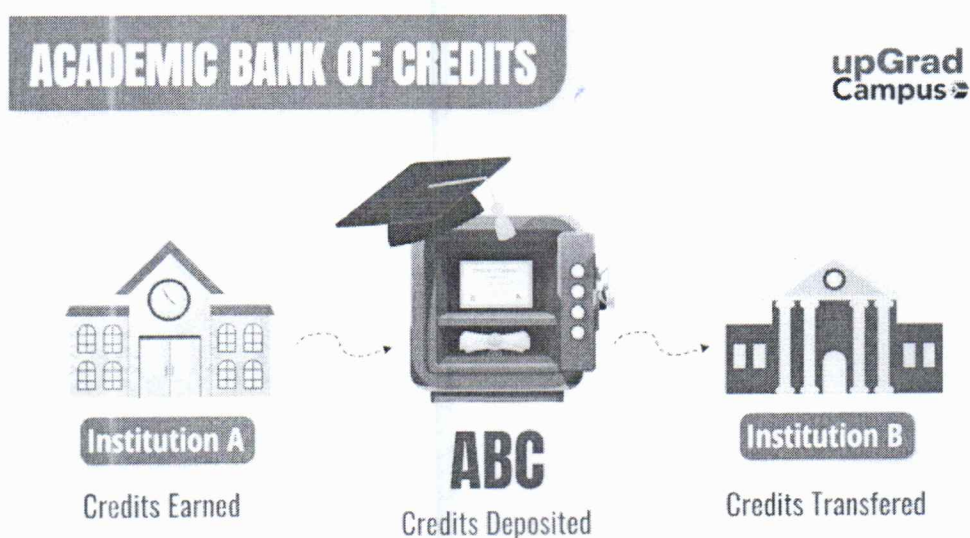 ACADEMIC BANK OF CREDITS
upGrad
Campus
Institution A
Credits Earned
ABC
Credits Deposited
Institution B
Credits Transfered